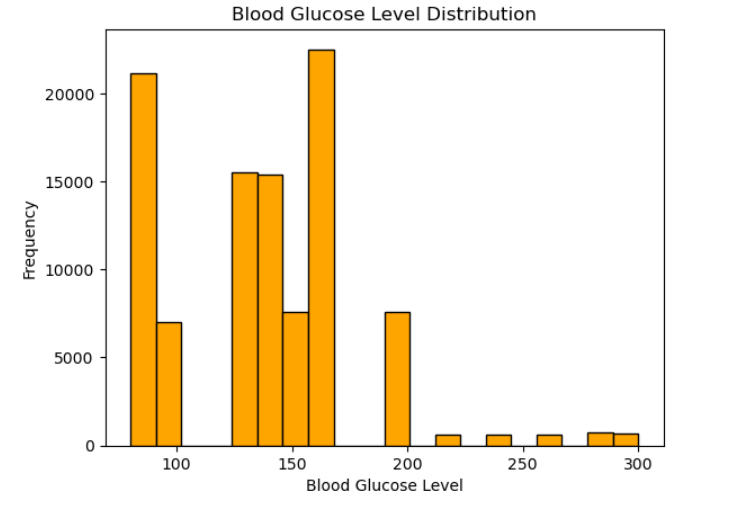 Blood Glucose Level Distribution
20000
15000
10000
5000
0
Frequency
100 150 200 250 300
Blood Glucose Level